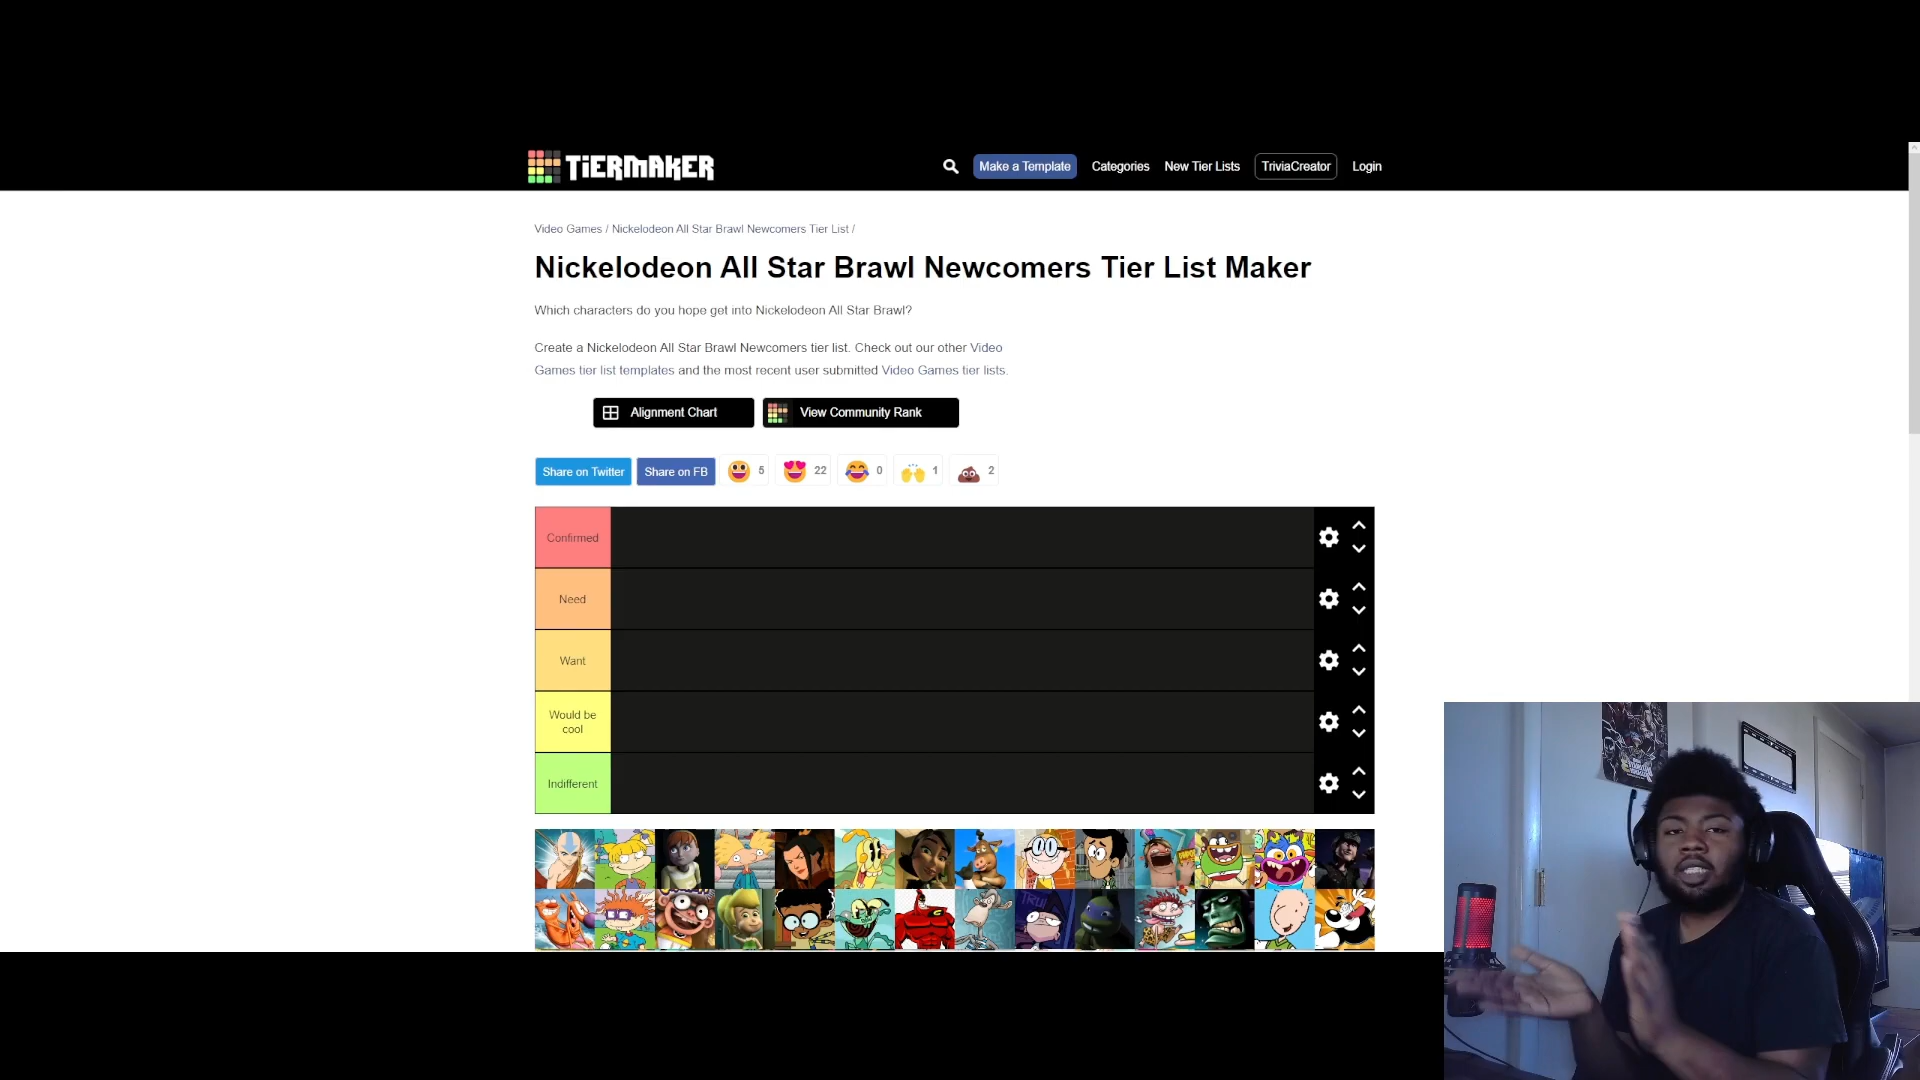 TiERMAKER
Make a Template
Categories
New Tier Lists
TriviaCreator
Login
Video Games / Nickelodeon All Star Brawl Newcomers Tier List /
Nickelodeon All Star Brawl Newcomers Tier List Maker
Which characters do you hope get into Nickelodeon All Star Brawl?
Create a Nickelodeon All Star Brawl Newcomers tier list. Check out our other Video
Games tier list templates and the most recent user submitted Video Games tier lists.
Alignment Chart
View Community Rank
Share on Twitter
Share on FB
5
22
0
1
2
Confirmed
Need
Want
Would be
cool
Indifferent